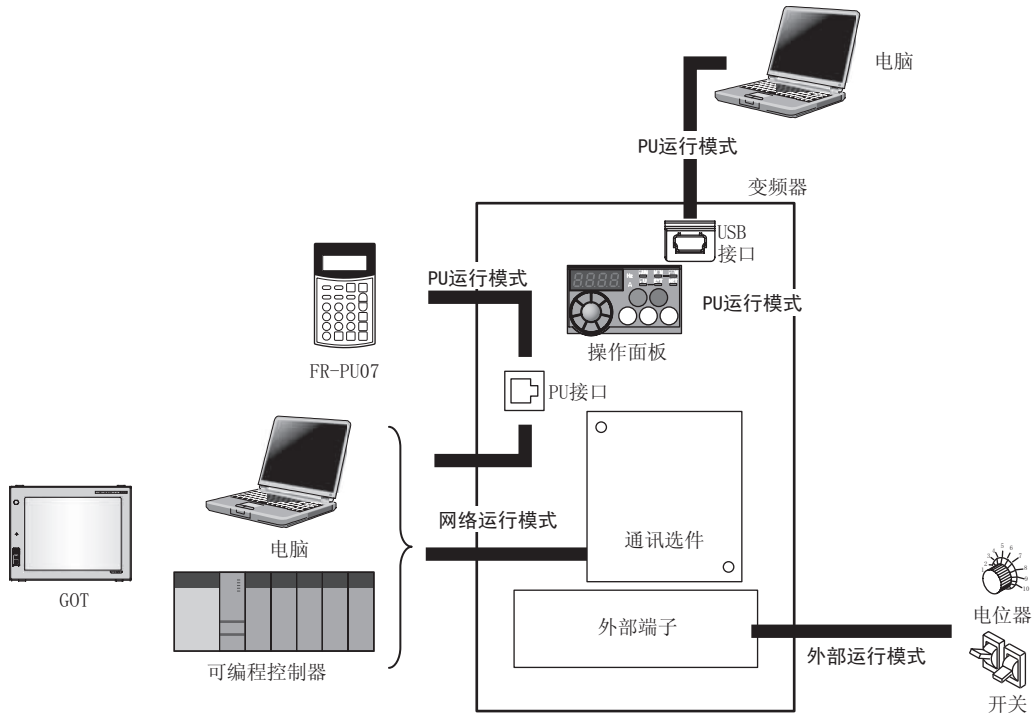 电脑
PU运行模式
变频器
USB
接口
PU运行模式
PU运行模式
操作面板
FR-PU07
PU接口
网络运行模式
通讯选件
电脑
GOT
可编程控制器
外部端子
外部运行模式
电位器
开关